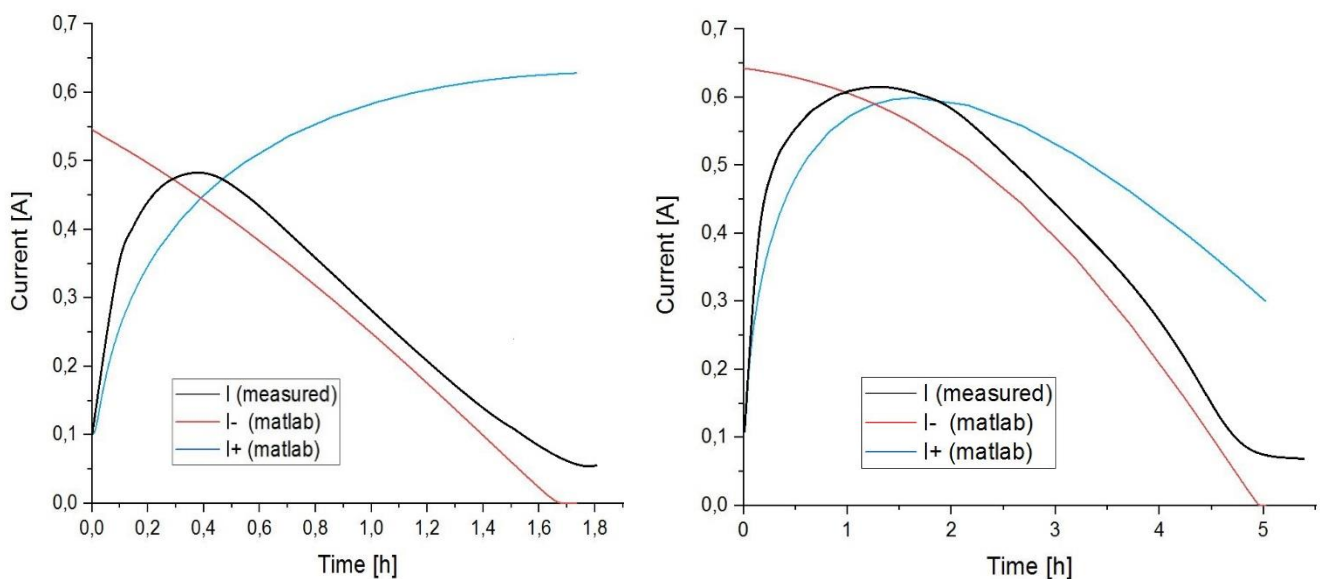 0,7
0,6
0,5
0,4
0,3
0,2
0,1
0,0
Current [A]
I (measured)
I- (matlab)
I+ (matlab)
0,0 0,2 0,4 0,6 0,8 1,0 1,2 1,4 1,6 1,8
Time [h]
0,7
0,6
0,5
0,4
0,3
0,2
0,1
0,0
Current [A]
I (measured)
I- (matlab)
I+ (matlab)
0 1 2 3 4 5
Time [h]